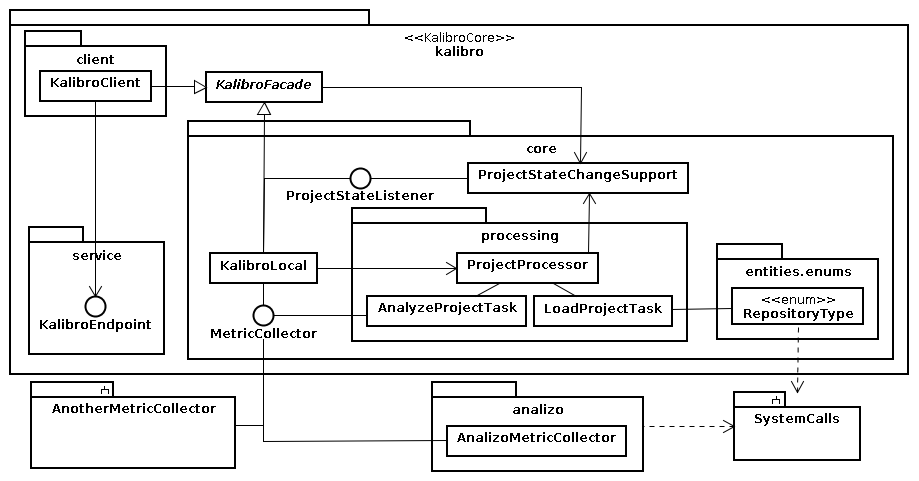 <<KalibroCore>>
kalibro
client
KalibroClient
KalibroFacade
core
ProjectStateChangeSupport
ProjectStateListener
processing
service
KalibroLocal
ProjectProcessor
entities.enums
AnalyzeProjectTask
LoadProjectTask
<<enum>>
RepositoryType
KalibroEndpoint
MetricCollector
AnotherMetricCollector
analizo
AnalizoMetricCollector
SystemCalls